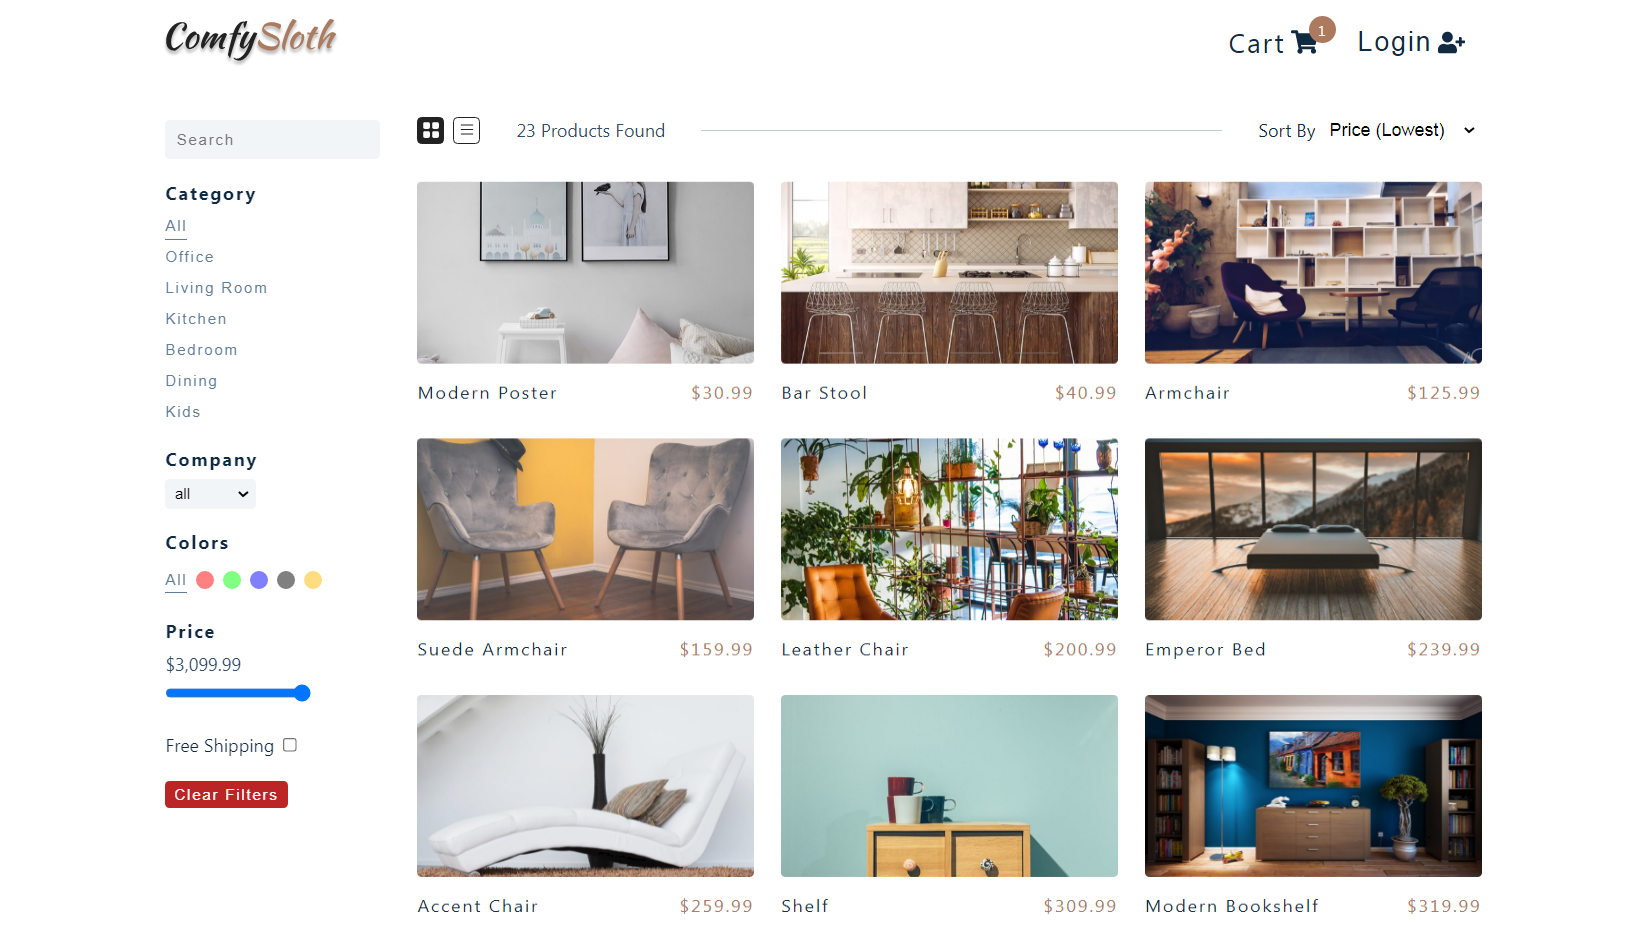 ComfySloth
Cart 1
Login
Search
23 Products Found
Sort By Price (Lowest)
Category
All
Office
Living Room
Kitchen
Bedroom
Dining
Kids
Company
all
Colors
All
Price
$3,099.99
Free Shipping
Clear Filters
Modern Poster $30.99
Bar Stool $40.99
Armchair $125.99
Suede Armchair $159.99
Leather Chair $200.99
Emperor Bed $239.99
Accent Chair $259.99
Shelf $309.99
Modern Bookshelf $319.99